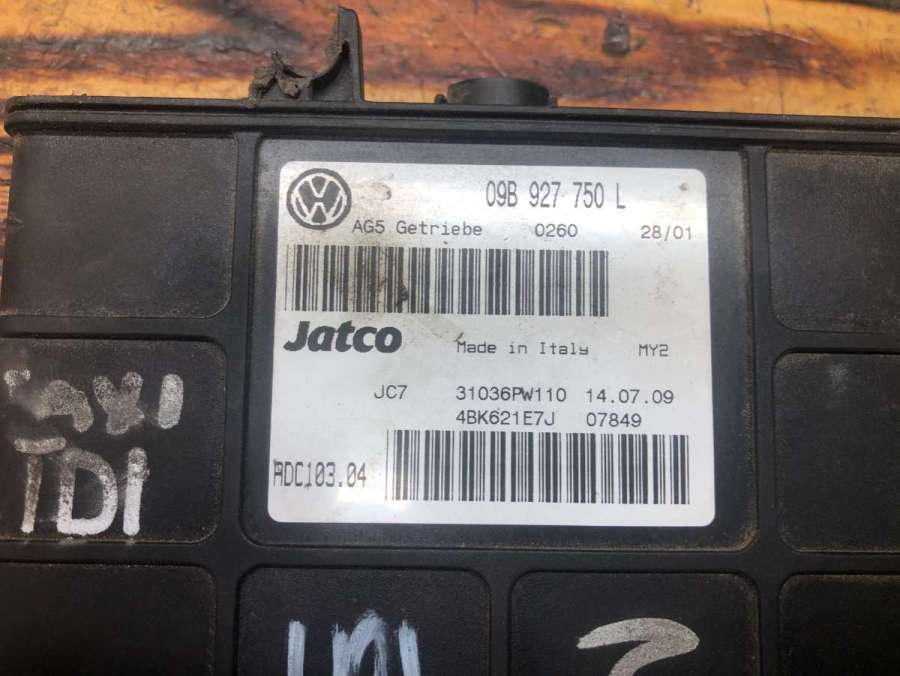 09B 927 750 L
AG5 Getriebe 0260 28/01
Jatco Made in Italy MY2
JC7 31036PW110 14.07.09
4BK621E7J 07849
ADC103.04
TDI